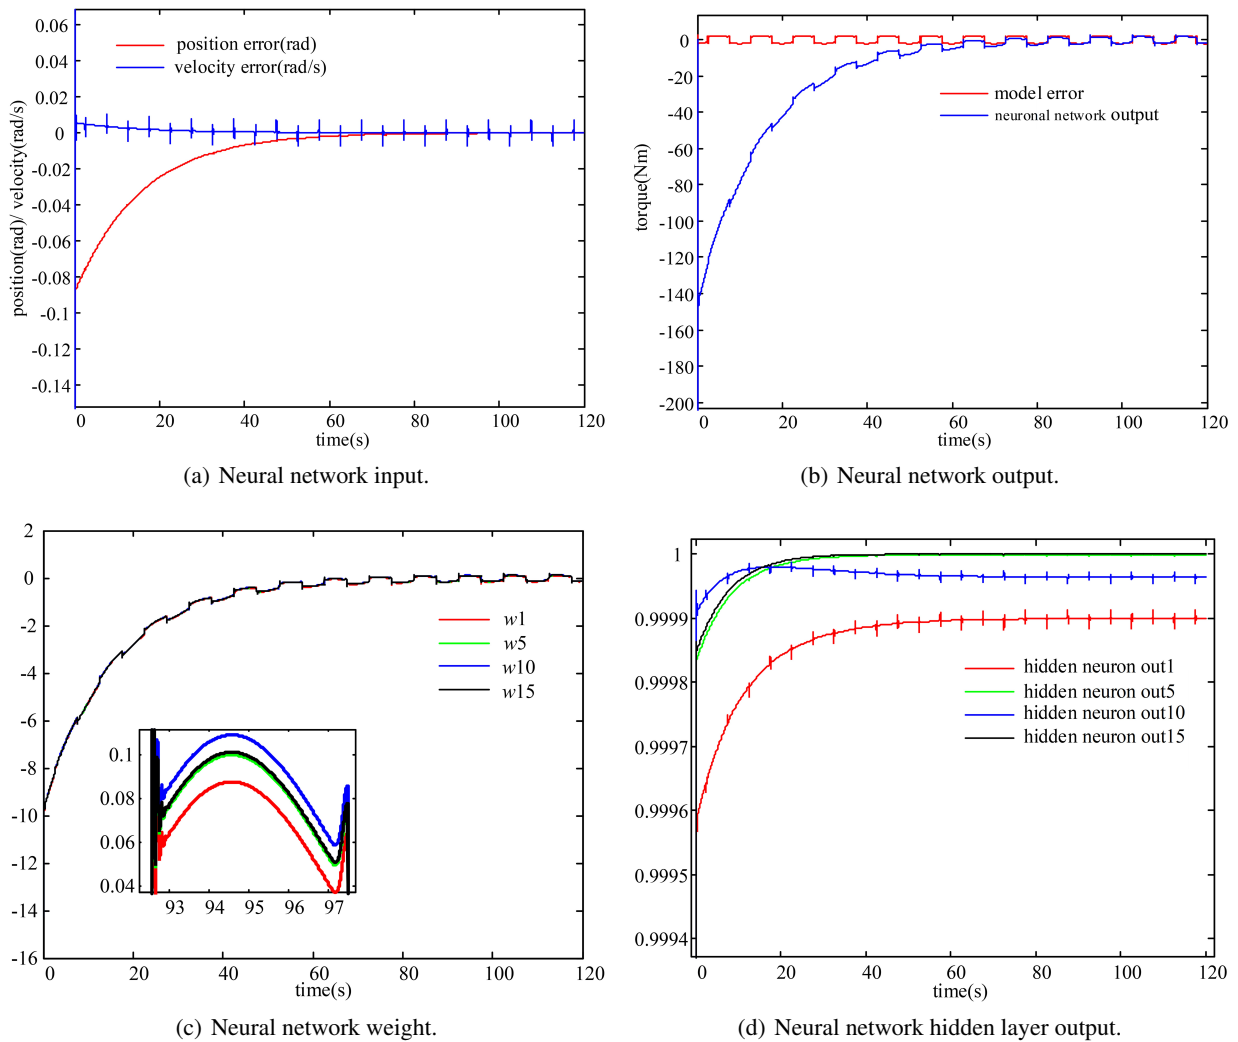 0.06
0.04
0.02
0
-0.02
-0.04
-0.06
-0.08
-0.1
-0.12
-0.14
position(rad)/ velocity(rad/s)
position error(rad)
velocity error(rad/s)
0 20 40 60 80 100 120
time(s)
(a) Neural network input.
0
-20
-40
-60
-80
-100
-120
-140
-160
-180
-200
torque(Nm)
model error
neuronal network output
0 20 40 60 80 100 120
time(s)
(b) Neural network output.
2
0
-2
-4
-6
-8
-10
-12
-14
-16
w1
w5
w10
w15
0.1
0.08
0.06
0.04
93 94 95 96 97
0 20 40 60 80 100 120
time(s)
(c) Neural network weight.
1
0.9999
0.9998
0.9997
0.9996
0.9995
0.9994
hidden neuron out1
hidden neuron out5
hidden neuron out10
hidden neuron out15
0 20 40 60 80 100 120
time(s)
(d) Neural network hidden layer output.